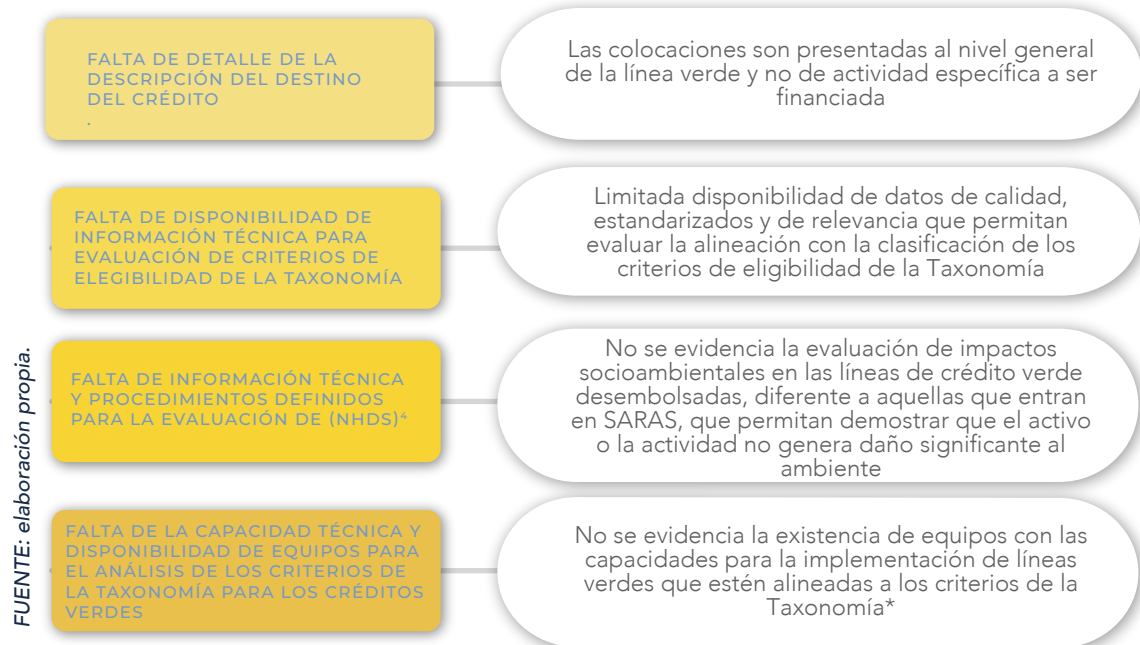 FALTA DE DETALLE DE LA
DESCRIPCIÓN DEL DESTINO
DEL CRÉDITO
.
Las colocaciones son presentadas al nivel general
de la línea verde y no de actividad específica a ser
financiada
FALTA DE DISPONIBILIDAD DE
INFORMACIÓN TÉCNICA PARA
EVALUACIÓN DE CRITERIOS DE
ELEGIBILIDAD DE LA TAXONOMÍA
Limitada disponibilidad de datos de calidad,
estandarizados y de relevancia que permitan
evaluar la alineación con la clasificación de los
criterios de eligibilidad de la Taxonomía
FALTA DE INFORMACIÓN TÉCNICA
Y PROCEDIMIENTOS DEFINIDOS
PARA LA EVALUACIÓN DE (NHDS)⁴
No se evidencia la evaluación de impactos
socioambientales en las líneas de crédito verde
desembolsadas, diferente a aquellas que entran
en SARAS, que permitan demostrar que el activo
o la actividad no genera daño significante al
ambiente
FALTA DE LA CAPACIDAD TÉCNICA Y
DISPONIBILIDAD DE EQUIPOS PARA
EL ANÁLISIS DE LOS CRITERIOS DE
LA TAXONOMÍA PARA LOS CRÉDITOS
VERDES
No se evidencia la existencia de equipos con las
capacidades para la implementación de líneas
verdes que estén alineadas a los criterios de la
Taxonomía*
FUENTE: elaboración propia.